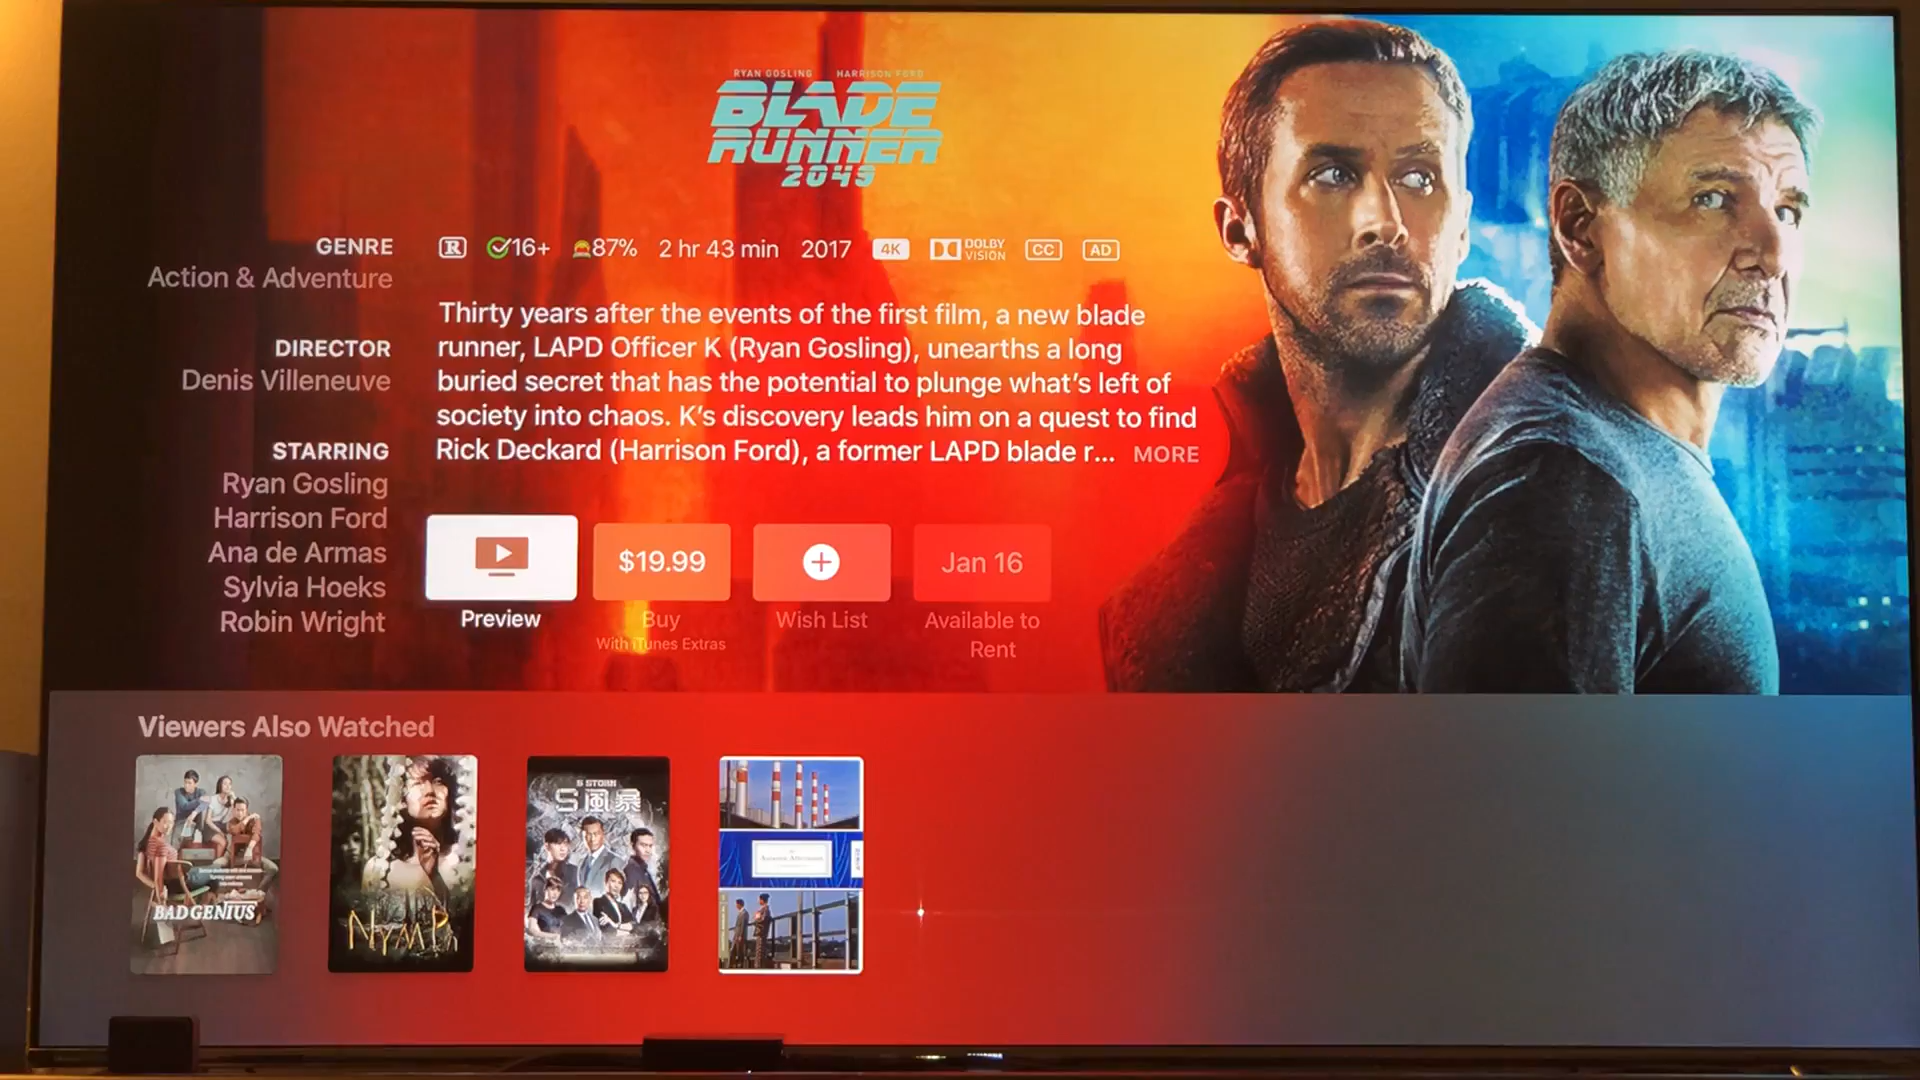 RYAN GOSLING HARRISON FORD
BLADE
RUNNER
2049
GENRE
Action & Adventure
DIRECTOR
Denis Villeneuve
STARRING
Ryan Gosling
Harrison Ford
Ana de Armas
Sylvia Hoeks
Robin Wright
R 16+ 87% 2 hr 43 min 2017 4K DOLBY VISION CC AD
Thirty years after the events of the first film, a new blade
runner, LAPD Officer K (Ryan Gosling), unearths a long
buried secret that has the potential to plunge what's left of
society into chaos. K's discovery leads him on a quest to find
Rick Deckard (Harrison Ford), a former LAPD blade r... MORE
Preview
$19.99
Buy
With iTunes Extras
Wish List
Jan 16
Available to
Rent
Viewers Also Watched
BAD GENIUS
NYMPh
S STORM
S風暴
An
Autumn Afternoon